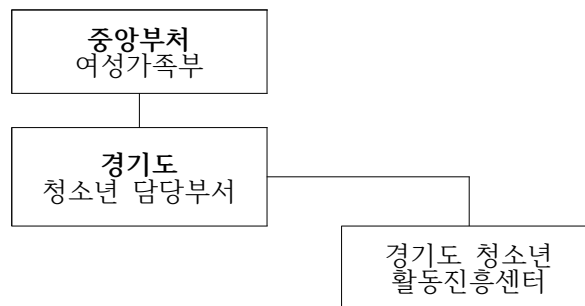 중앙부처
여성가족부
경기도
청소년 담당부서
경기도 청소년
활동진흥센터